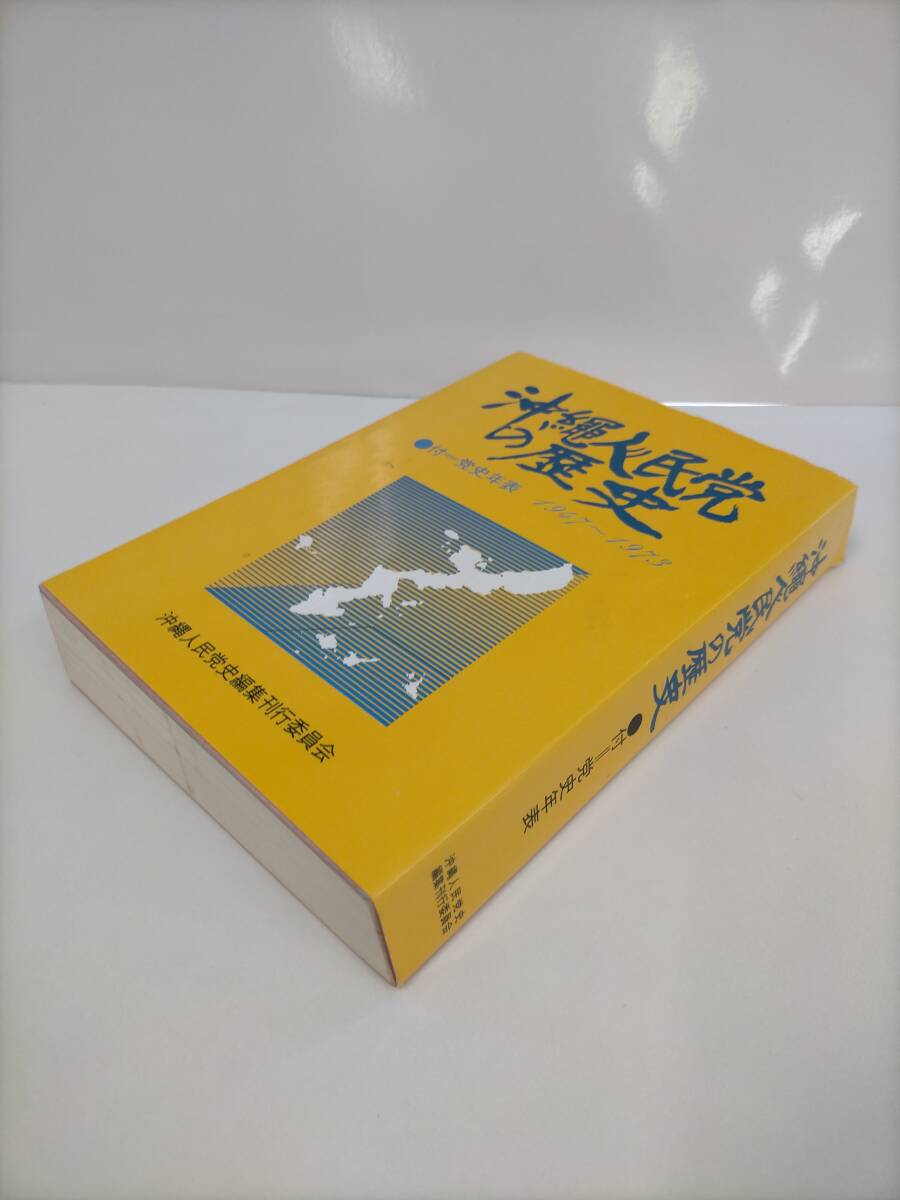 沖縄人民党
の歴史
●付=党史年表 1947〜1973
沖縄人民党史編集刊行委員会
沖縄人民党の歴史 ●付=党史年表
沖縄人民党史
編集刊行委員会